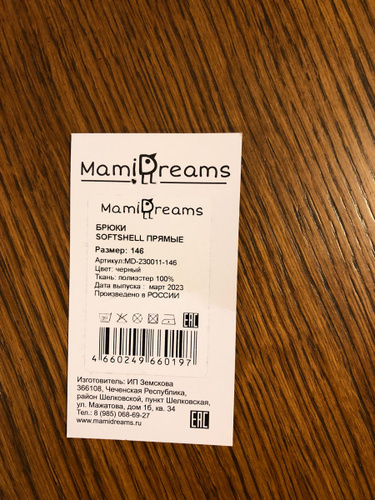 MamiDreams
MamiDreams
БРЮКИ
SOFTSHELL ПРЯМЫЕ
Размер: 146
Артикул:MD-230011-146
Цвет: черный
Ткань: полиэстер 100%
Дата выпуска : март 2023
Произведено в РОССИИ
EAC
4 660249 660197
Изготовитель: ИП Земскова
366108, Чеченская Республика,
район Шелковской, пункт Шелковская,
ул. Мажатова, дом 16, кв. 34
Тел.: 8 (985) 068-69-27
www.mamidreams.ru
EAC